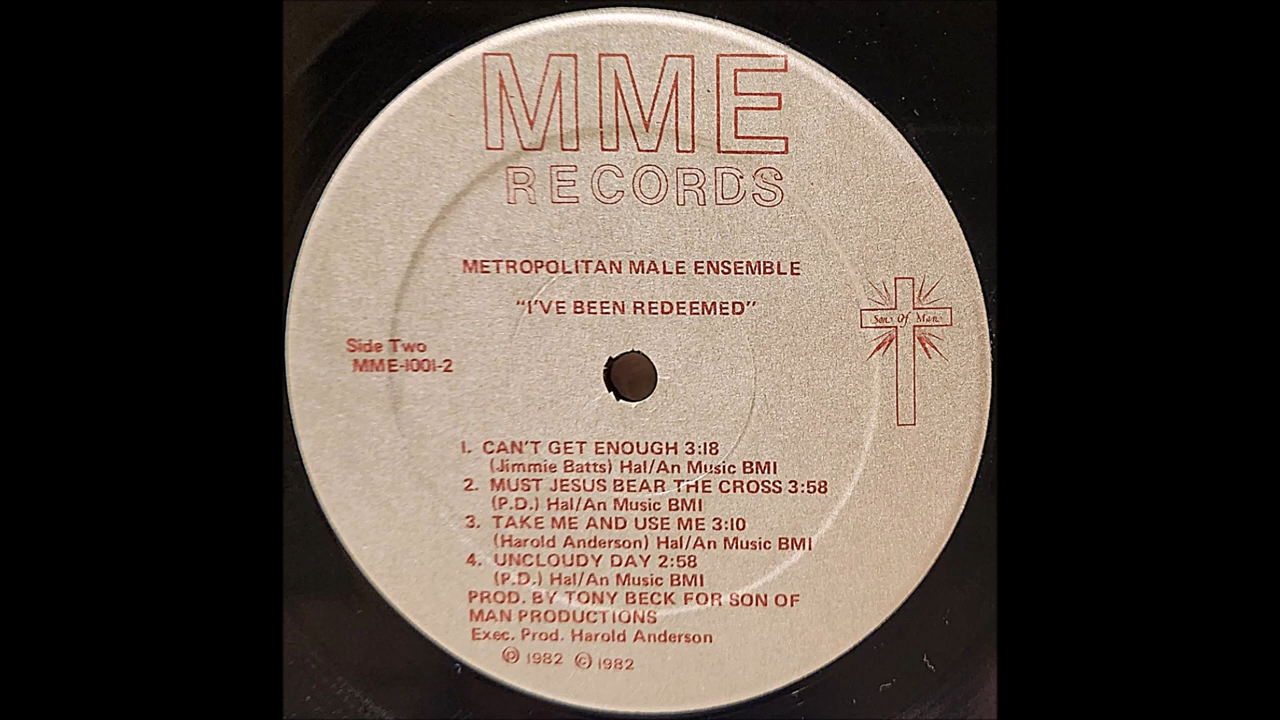 MME
RECORDS
METROPOLITAN MALE ENSEMBLE
"I'VE BEEN REDEEMED"
Son Of Man
Side Two
MME-1001-2
1. CAN'T GET ENOUGH 3:18
(Jimmie Batts) Hal/An Music BMI
2. MUST JESUS BEAR THE CROSS 3:58
(P.D.) Hal/An Music BMI
3. TAKE ME AND USE ME 3:10
(Harold Anderson) Hal/An Music BMI
4. UNCLOUDY DAY 2:58
(P.D.) Hal/An Music BMI
PROD. BY TONY BECK FOR SON OF
MAN PRODUCTIONS
Exec. Prod. Harold Anderson
℗ 1982 © 1982